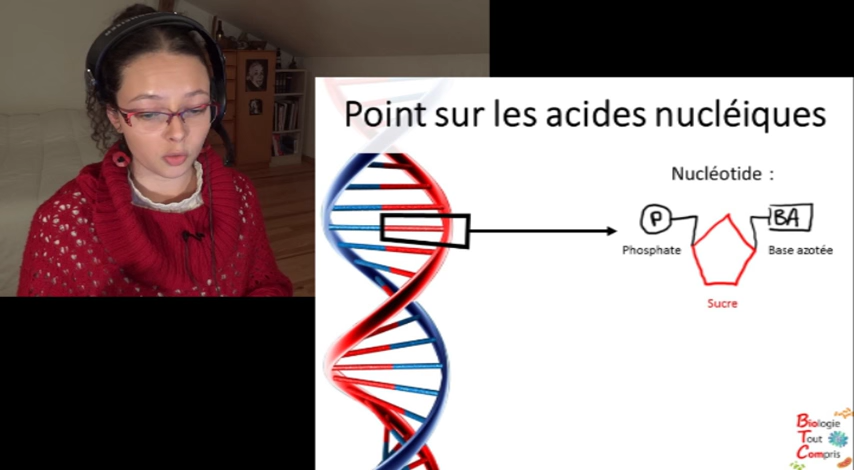 Point sur les acides nucléiques
Nucléotide :
P
BA
Phosphate
Base azotée
Sucre
Biologie
Tout
Compris